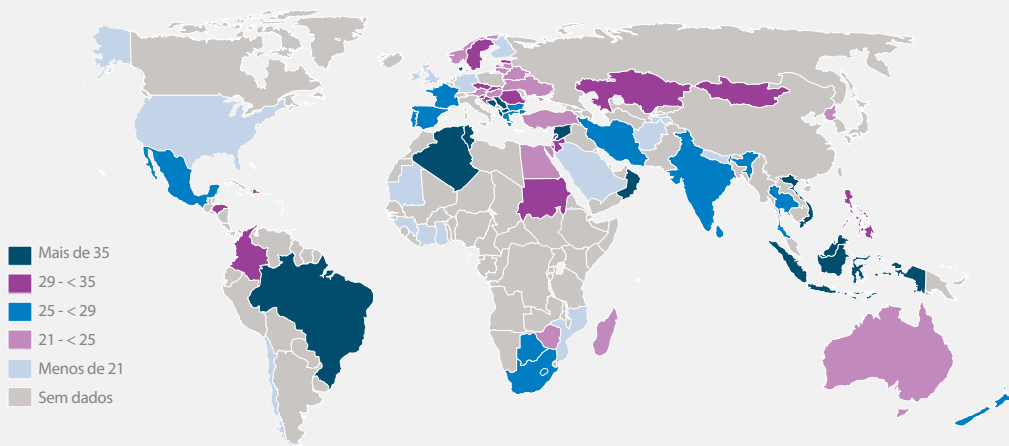 Mais de 35
29 - < 35
25 - < 29
21 - < 25
Menos de 21
Sem dados